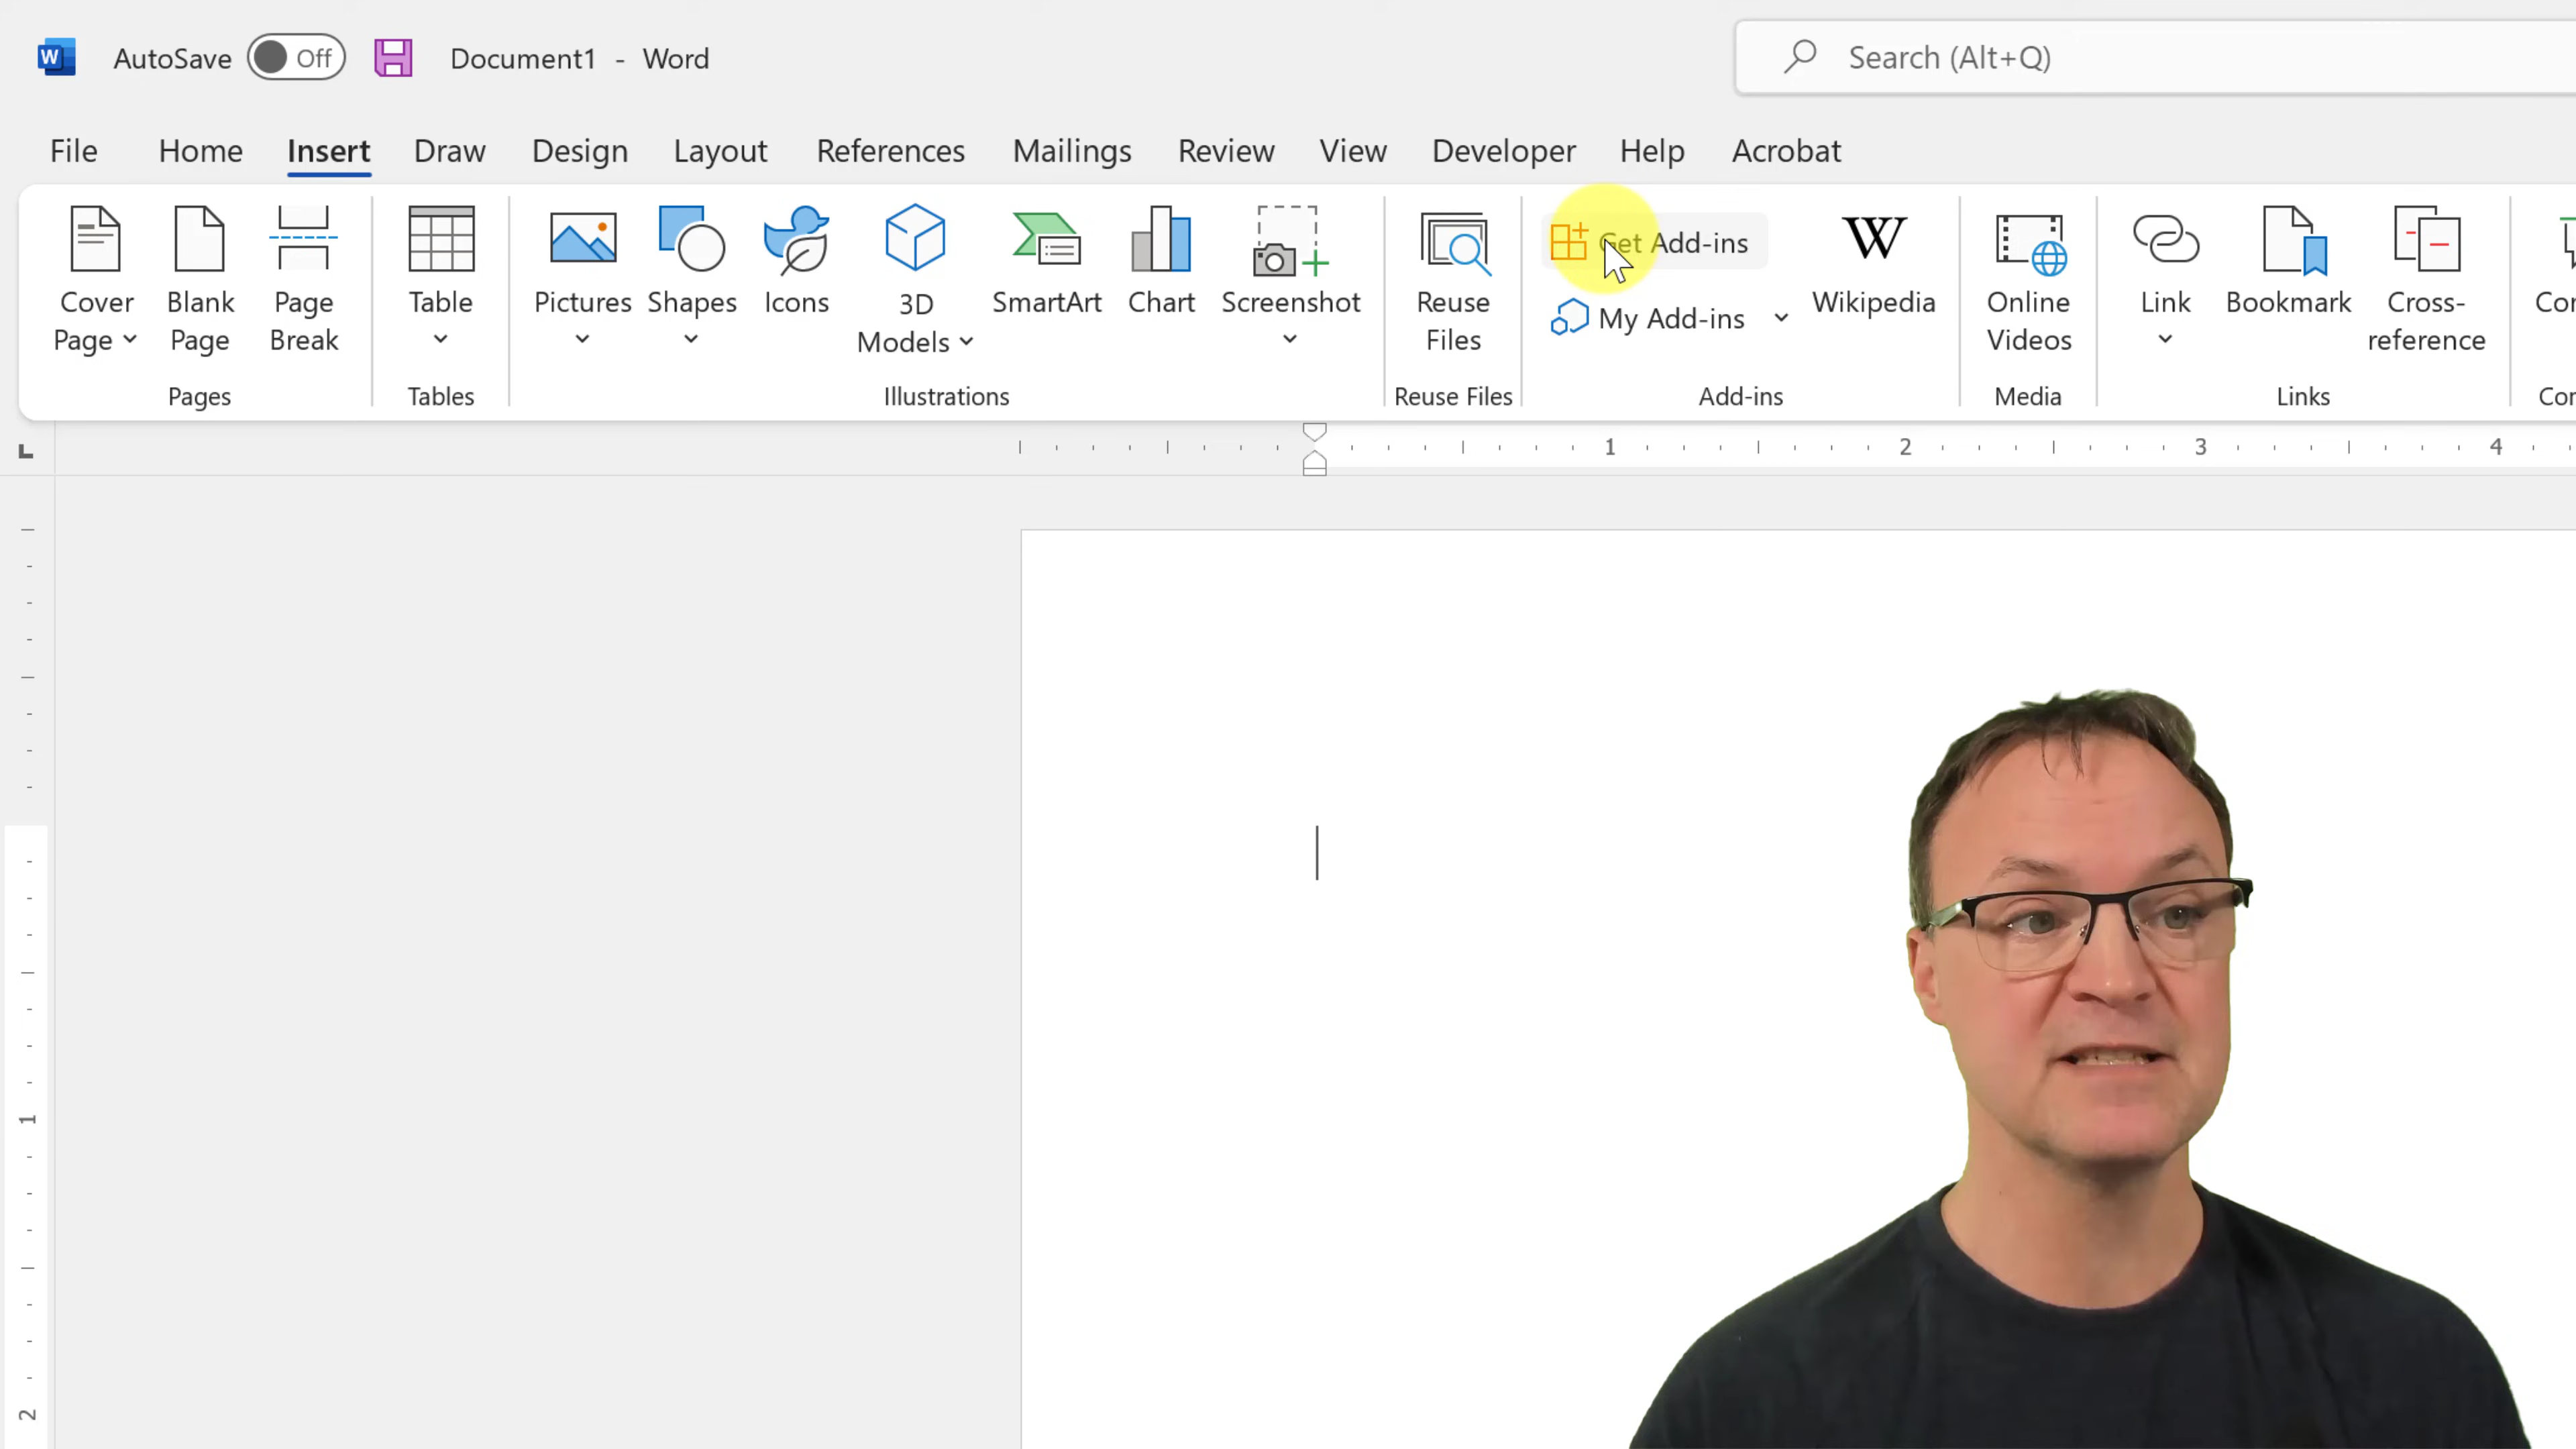 AutoSave Off Document1 - Word Search (Alt+Q)
File Home Insert Draw Design Layout References Mailings Review View Developer Help Acrobat
Cover Page
Blank Page
Page Break
Pages
Table
Tables
Pictures
Shapes
Icons
3D Models
SmartArt
Chart
Screenshot
Illustrations
Reuse Files
Reuse Files
Get Add-ins
My Add-ins
W
Wikipedia
Add-ins
Online Videos
Media
Link
Bookmark
Cross-reference
Links
1 2 3 4
1
2